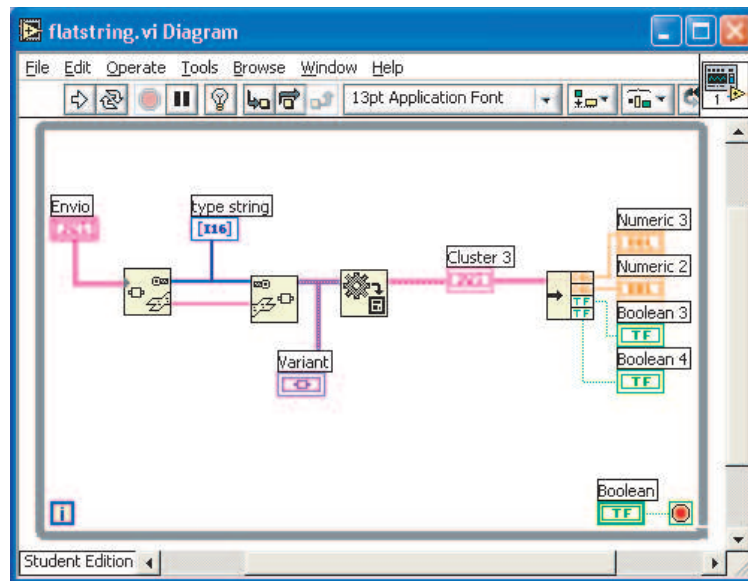 flatstring.vi Diagram
File Edit Operate Tools Browse Window Help
13pt Application Font
1
Envio
type string
[I16]
Cluster 3
Numeric 3
Numeric 2
TF
TF
Boolean 3
TF
Boolean 4
TF
Variant
Boolean
TF
i
Student Edition